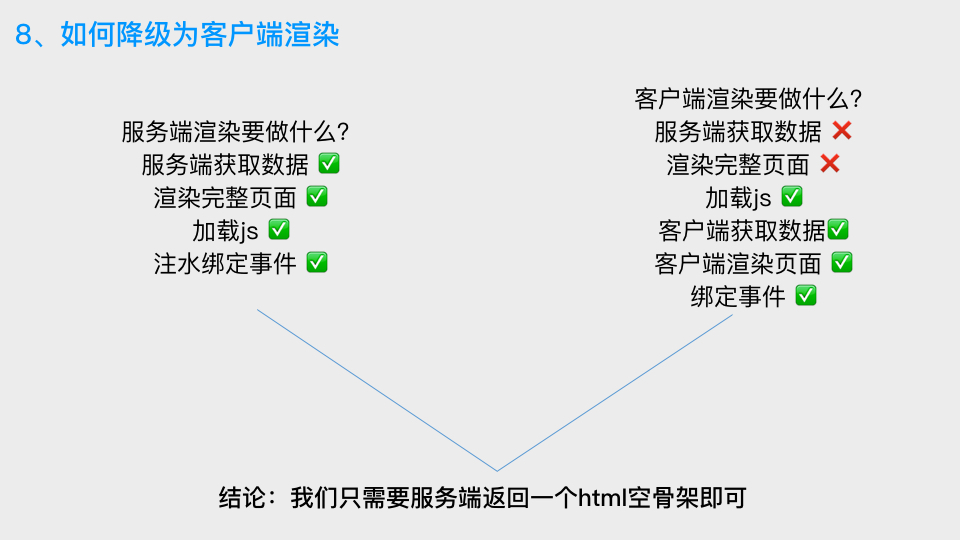 8、如何降级为客户端渲染
服务端渲染要做什么?
服务端获取数据 ✅
渲染完整页面 ✅
加载js ✅
注水绑定事件 ✅
客户端渲染要做什么?
服务端获取数据 ❌
渲染完整页面 ❌
加载js ✅
客户端获取数据✅
客户端渲染页面 ✅
绑定事件 ✅
结论：我们只需要服务端返回一个html空骨架即可